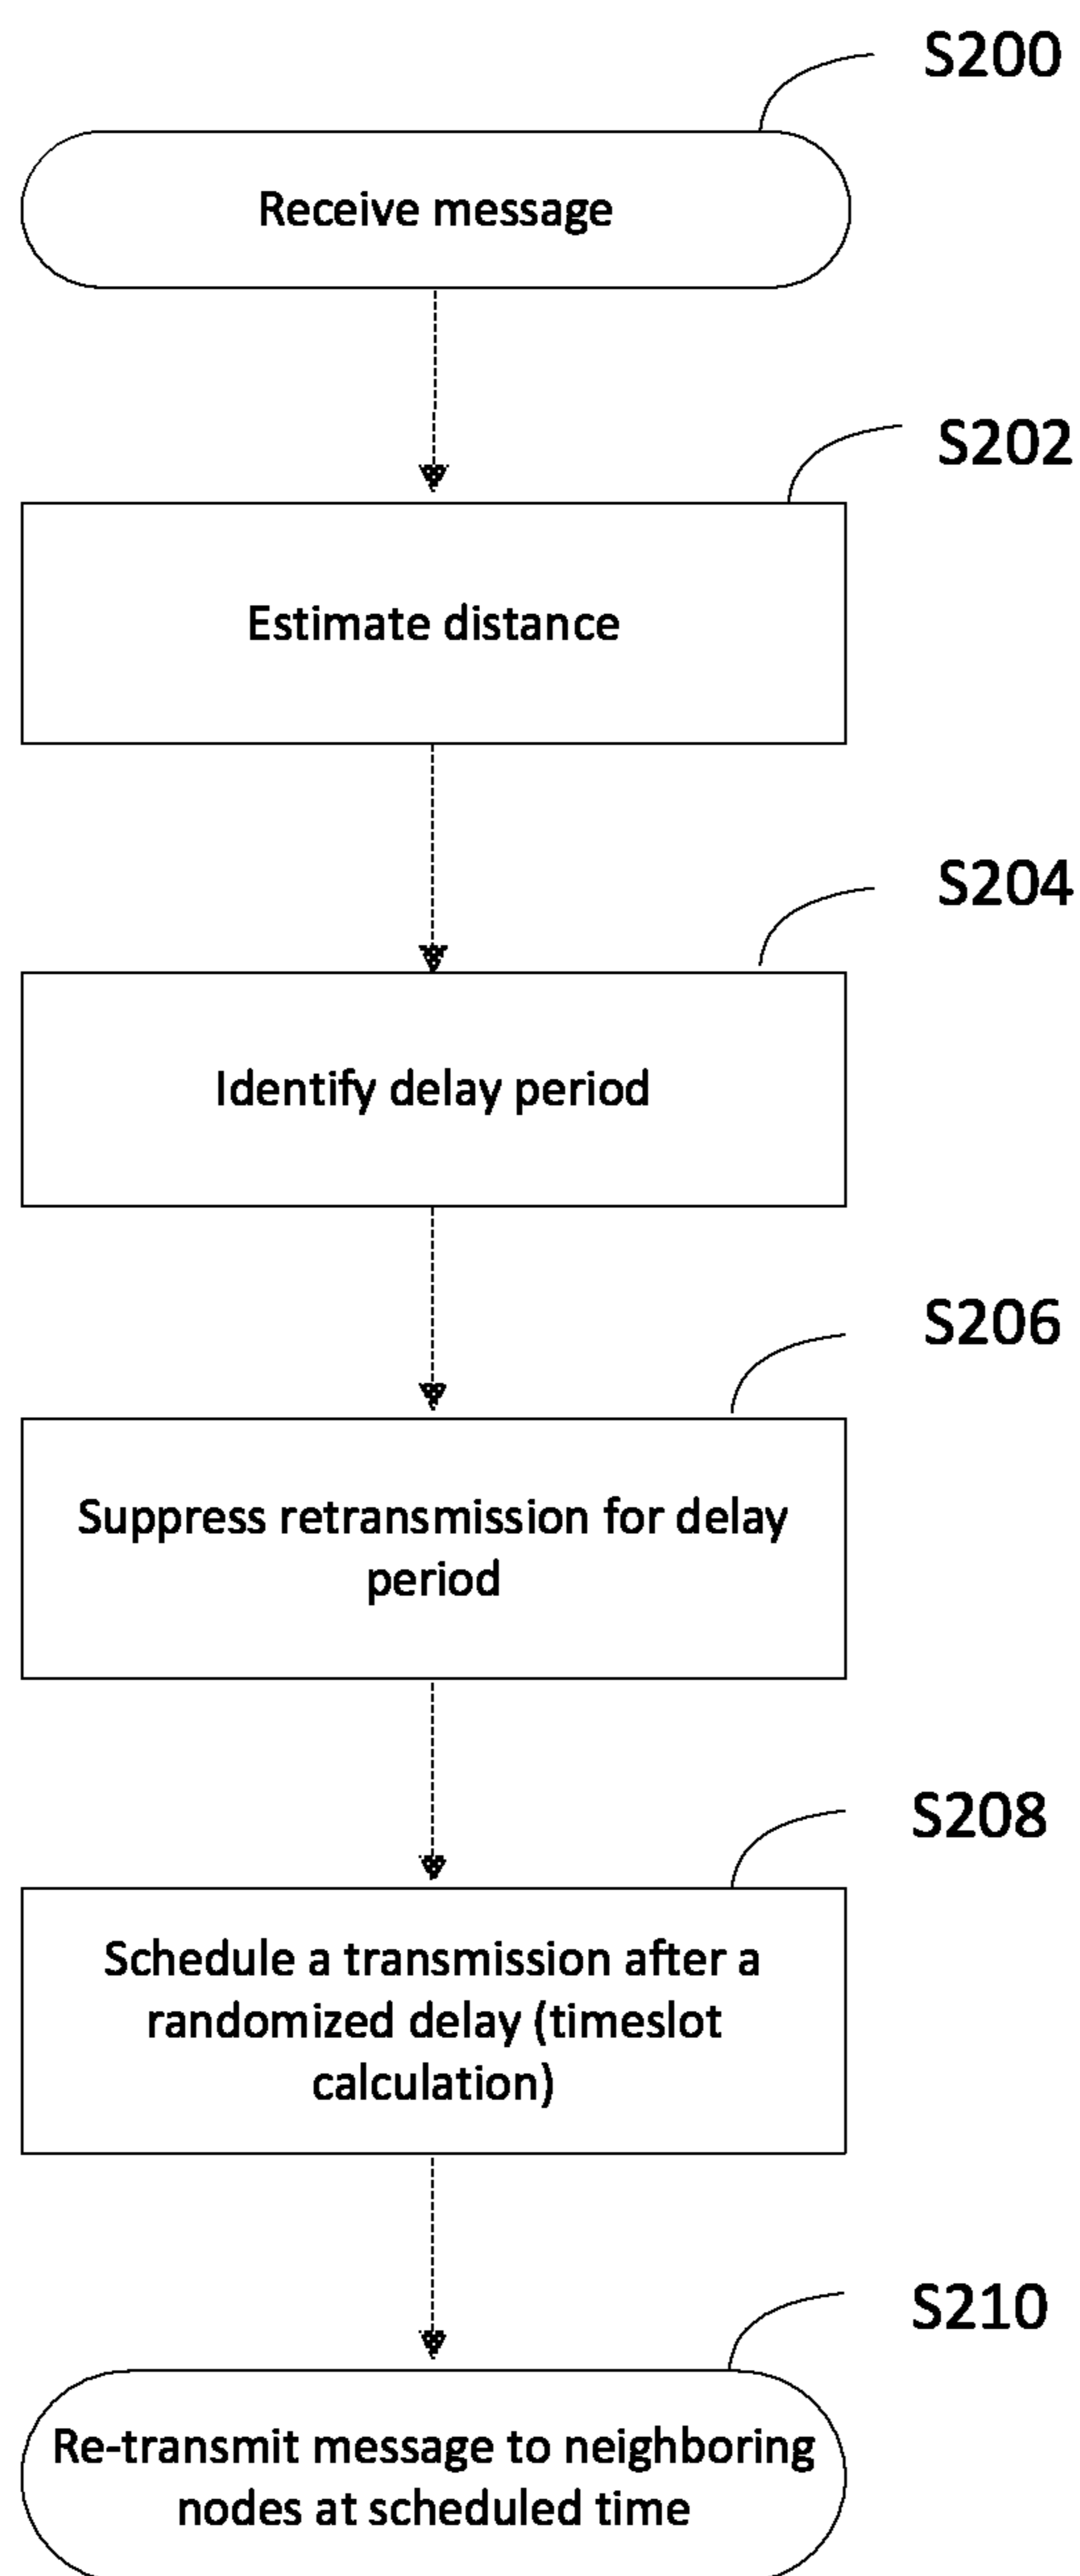 S200
Receive message
S202
Estimate distance
S204
Identify delay period
S206
Suppress retransmission for delay
period
S208
Schedule a transmission after a
randomized delay (timeslot
calculation)
S210
Re-transmit message to neighboring
nodes at scheduled time